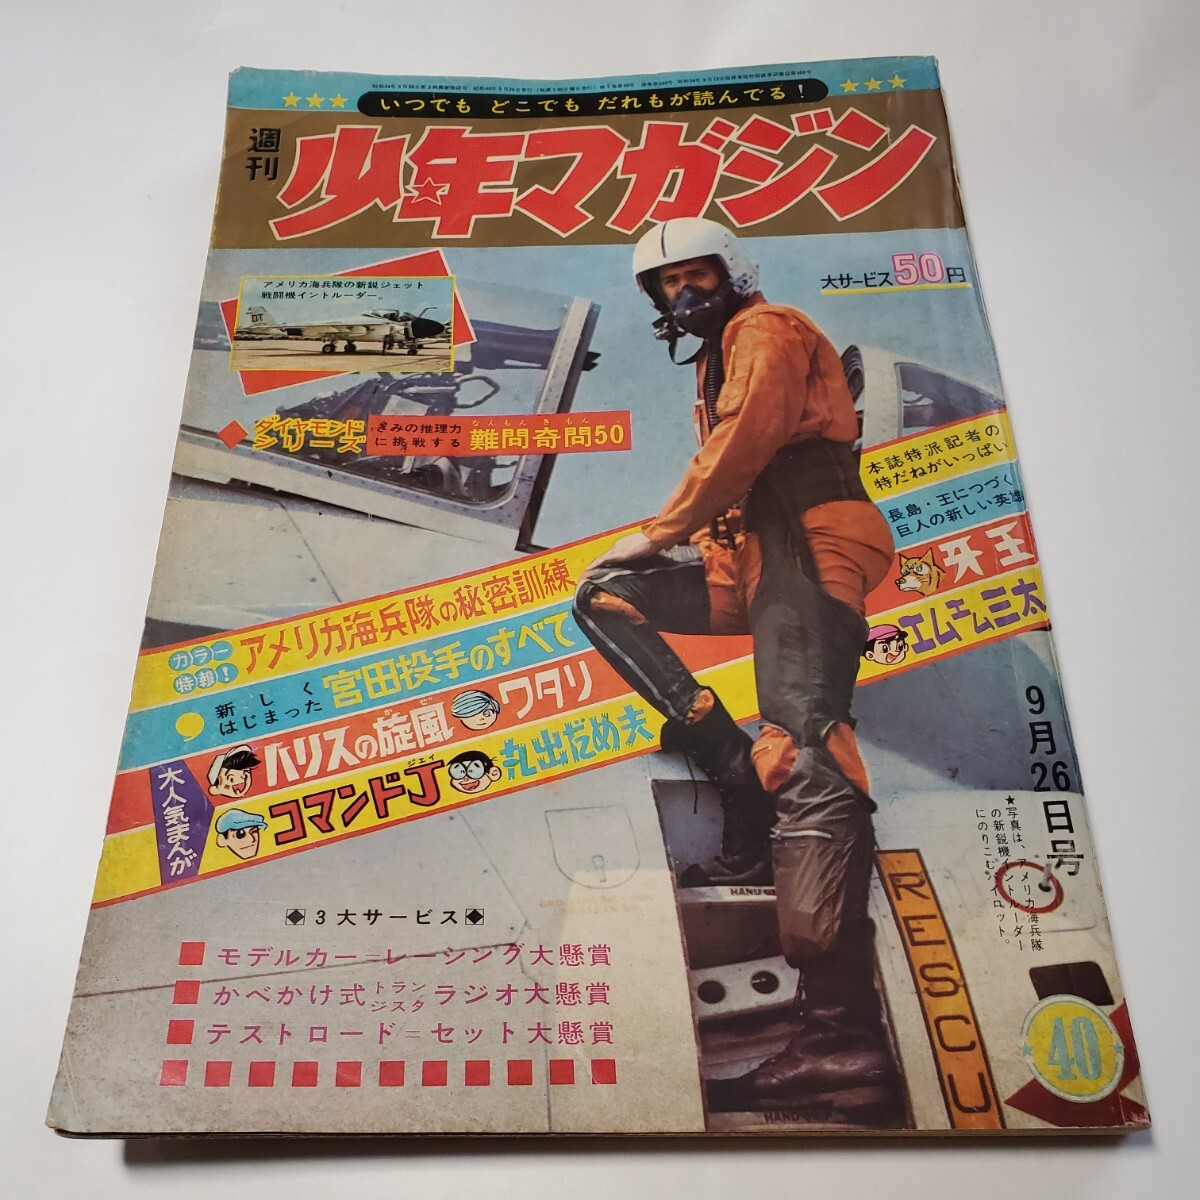 いつでも どこでも だれもが読んでる!
週刊
少年マガジン
アメリカ海兵隊の新鋭ジェット
戦闘機イントルーダー。
DT
大サービス50円
ダイヤモンド
シリーズ
きみの推理力
に挑戦する
難問奇問50
なんもん きもん
本誌特派記者の
特だねがいっぱい
長島・王につづく
巨人の新しい英雄
カラー
特報!
アメリカ海兵隊の秘密訓練
新しく
はじまった
宮田投手のすべて
牙王
エムエム三太
大人気まんが
ハリスの旋風
かぜ
ワタリ
コマンドJ
ジェイ
丸出だめ夫
9月26日号
★写真は、アメリカ海兵隊
の新鋭機イントルーダー
にのりこむパイロット。
3大サービス
モデルカー=レーシング大懸賞
かべかけ式トランジスタラジオ大懸賞
テストロード=セット大懸賞
RESCU
40